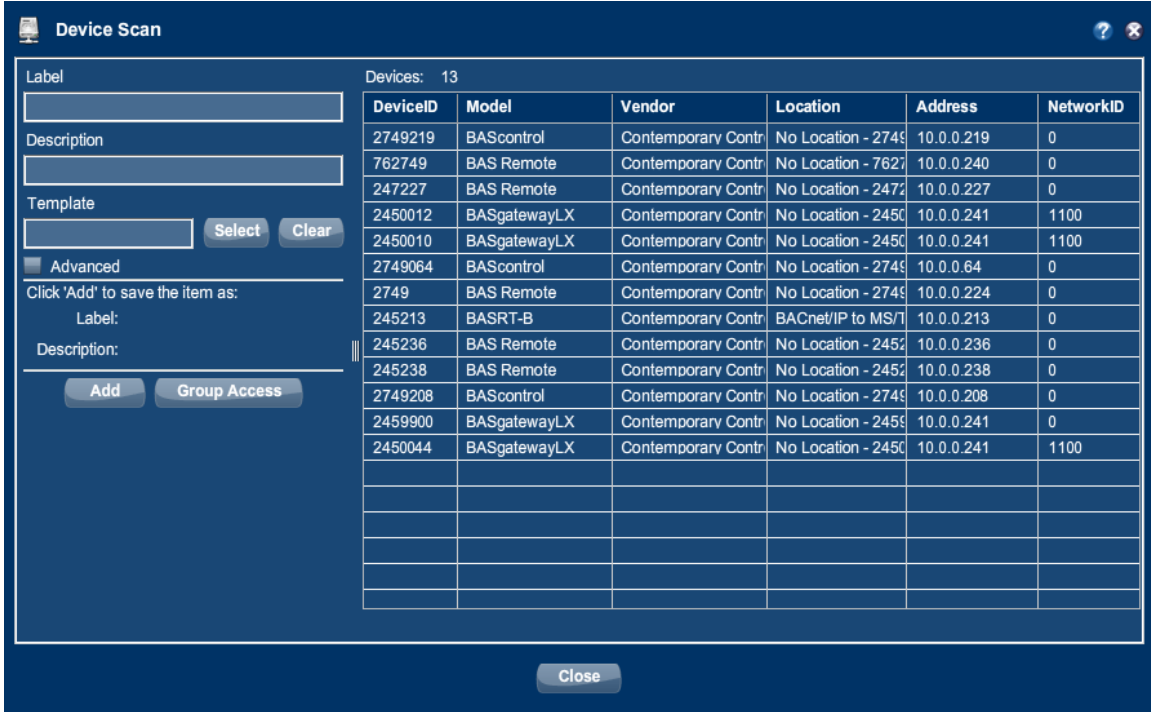 Device Scan
Label
Description
Template
Select Clear
Advanced
Click 'Add' to save the item as:
Label:
Description:
Add Group Access
Devices: 13
DeviceID Model Vendor Location Address NetworkID
2749219 BAScontrol Contemporary Contr No Location - 2749 10.0.0.219 0
762749 BAS Remote Contemporary Contr No Location - 7627 10.0.0.240 0
247227 BAS Remote Contemporary Contr No Location - 2472 10.0.0.227 0
2450012 BASgatewayLX Contemporary Contr No Location - 2450 10.0.0.241 1100
2450010 BASgatewayLX Contemporary Contr No Location - 2450 10.0.0.241 1100
2749064 BAScontrol Contemporary Contr No Location - 2749 10.0.0.64 0
2749 BAS Remote Contemporary Contr No Location - 2749 10.0.0.224 0
245213 BASRT-B Contemporary Contr BACnet/IP to MS/T 10.0.0.213 0
245236 BAS Remote Contemporary Contr No Location - 2452 10.0.0.236 0
245238 BAS Remote Contemporary Contr No Location - 2452 10.0.0.238 0
2749208 BAScontrol Contemporary Contr No Location - 2749 10.0.0.208 0
2459900 BASgatewayLX Contemporary Contr No Location - 2459 10.0.0.241 0
2450044 BASgatewayLX Contemporary Contr No Location - 2450 10.0.0.241 1100
Close